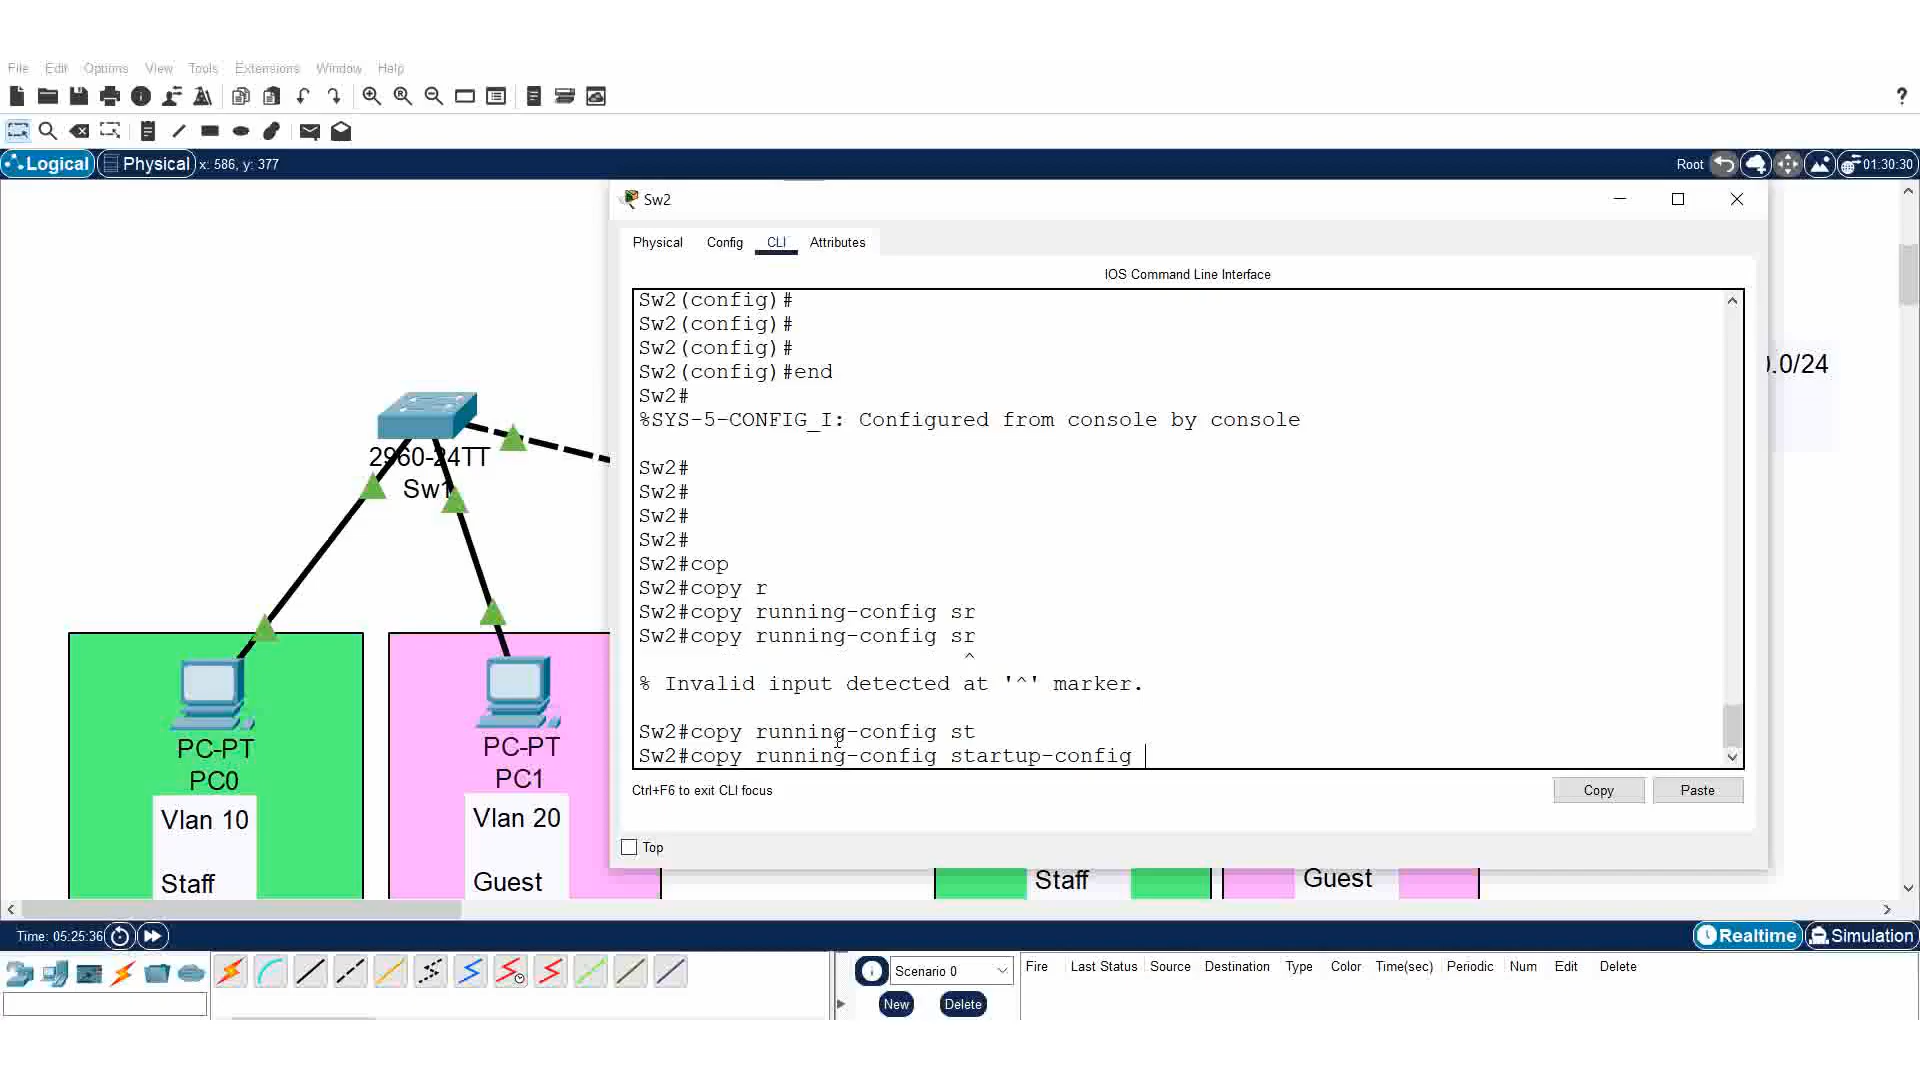 File Edit Options View Tools Extensions Window Help
?
Logical Physical x: 586, y: 377 Root 01:30:30
Sw2
Physical Config CLI Attributes
IOS Command Line Interface
Sw2(config)#
Sw2(config)#
Sw2(config)#
Sw2(config)#end
Sw2#
%SYS-5-CONFIG_I: Configured from console by console
Sw2#
Sw2#
Sw2#
Sw2#
Sw2#cop
Sw2#copy r
Sw2#copy running-config sr
Sw2#copy running-config sr
^
% Invalid input detected at '^' marker.
Sw2#copy running-config st
Sw2#copy running-config startup-config
Ctrl+F6 to exit CLI focus
Copy Paste
Top
.0/24
2960-24TT
Sw1
PC-PT
PC0
Vlan 10
Staff
PC-PT
PC1
Vlan 20
Guest
Staff
Guest
Time: 05:25:36
Realtime Simulation
Scenario 0
New Delete
Fire Last Status Source Destination Type Color Time(sec) Periodic Num Edit Delete